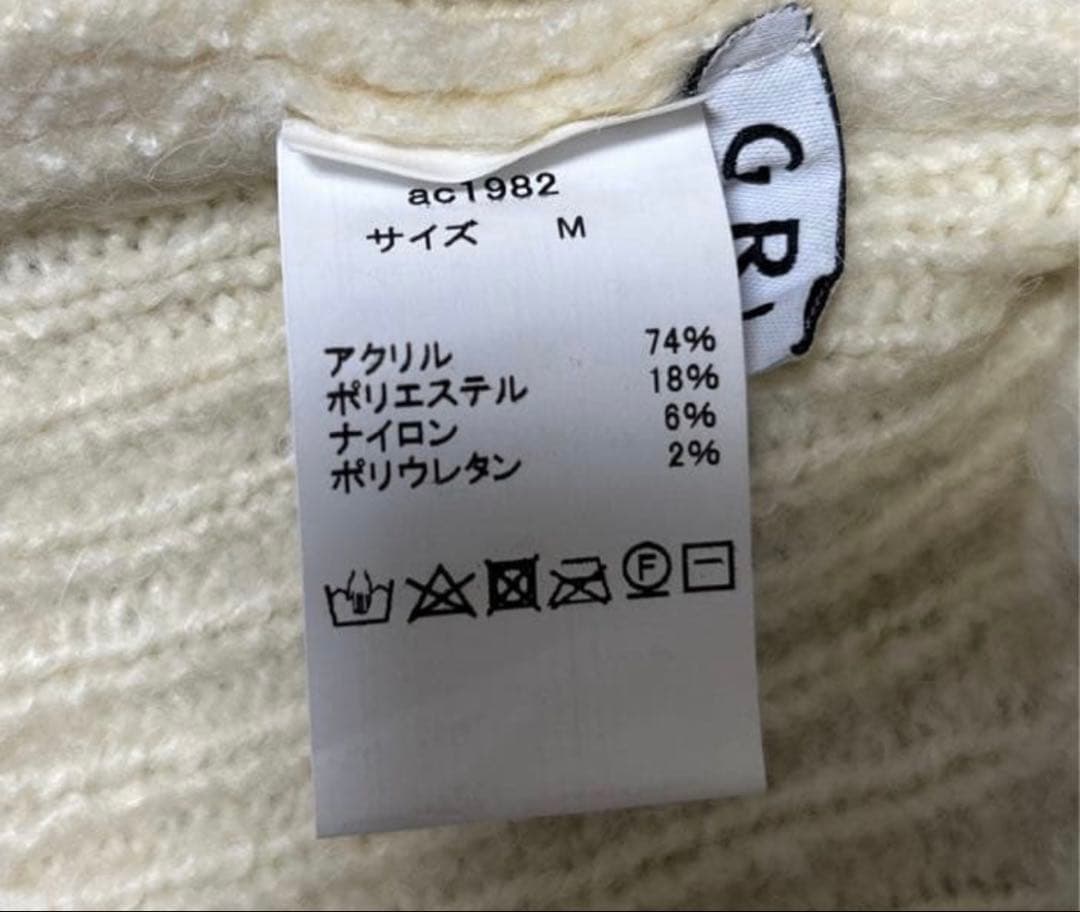 ac1982
サイズ M
アクリル 74%
ポリエステル 18%
ナイロン 6%
ポリウレタン 2%
F
GR